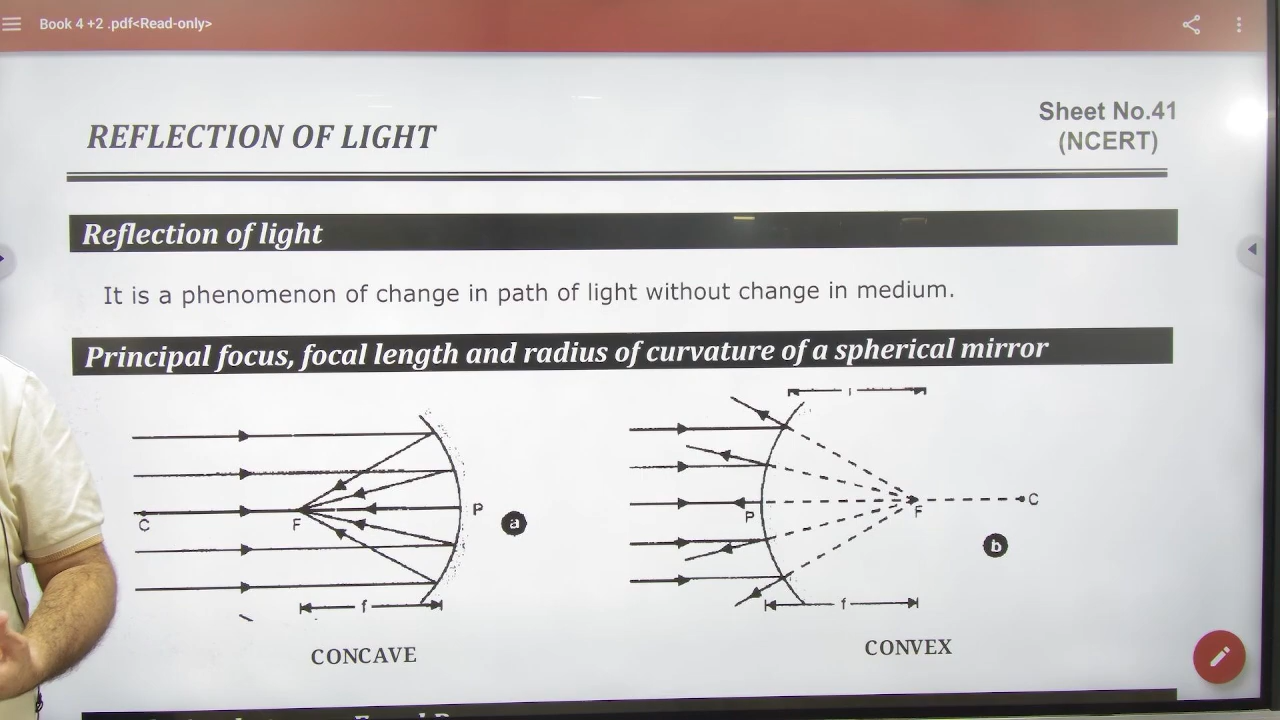 Book 4 +2 .pdf<Read-only>
Sheet No.41
REFLECTION OF LIGHT
(NCERT)
Reflection of light
It is a phenomenon of change in path of light without change in medium.
Principal focus, focal length and radius of curvature of a spherical mirror
C
F
P
a
f
CONCAVE
P
F
C
b
f
CONVEX